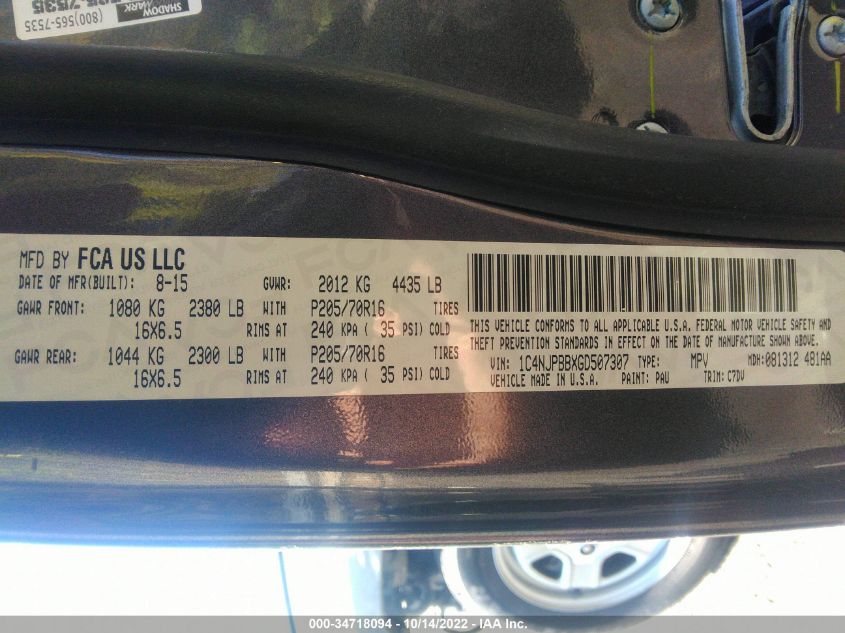 SHADOW
MARK
(800)565-7535
MFD BY FCA US LLC
DATE OF MFR(BUILT): 8-15 GVWR: 2012 KG 4435 LB
GAWR FRONT: 1080 KG 2380 LB WITH P205/70R16 TIRES
16X6.5 RIMS AT 240 KPA ( 35 PSI) COLD
GAWR REAR: 1044 KG 2300 LB WITH P205/70R16 TIRES
16X6.5 RIMS AT 240 KPA ( 35 PSI) COLD
THIS VEHICLE CONFORMS TO ALL APPLICABLE U.S.A. FEDERAL MOTOR VEHICLE SAFETY AND
THEFT PREVENTION STANDARDS IN EFFECT ON THE DATE OF MANUFACTURE SHOWN ABOVE.
VIN: 1C4NJPBBXGD507307 TYPE: MPV MDH: 081312 481AA
VEHICLE MADE IN U.S.A. PAINT: PAU TRIM: C7DV
000-34718094 - 10/14/2022 - IAA Inc.